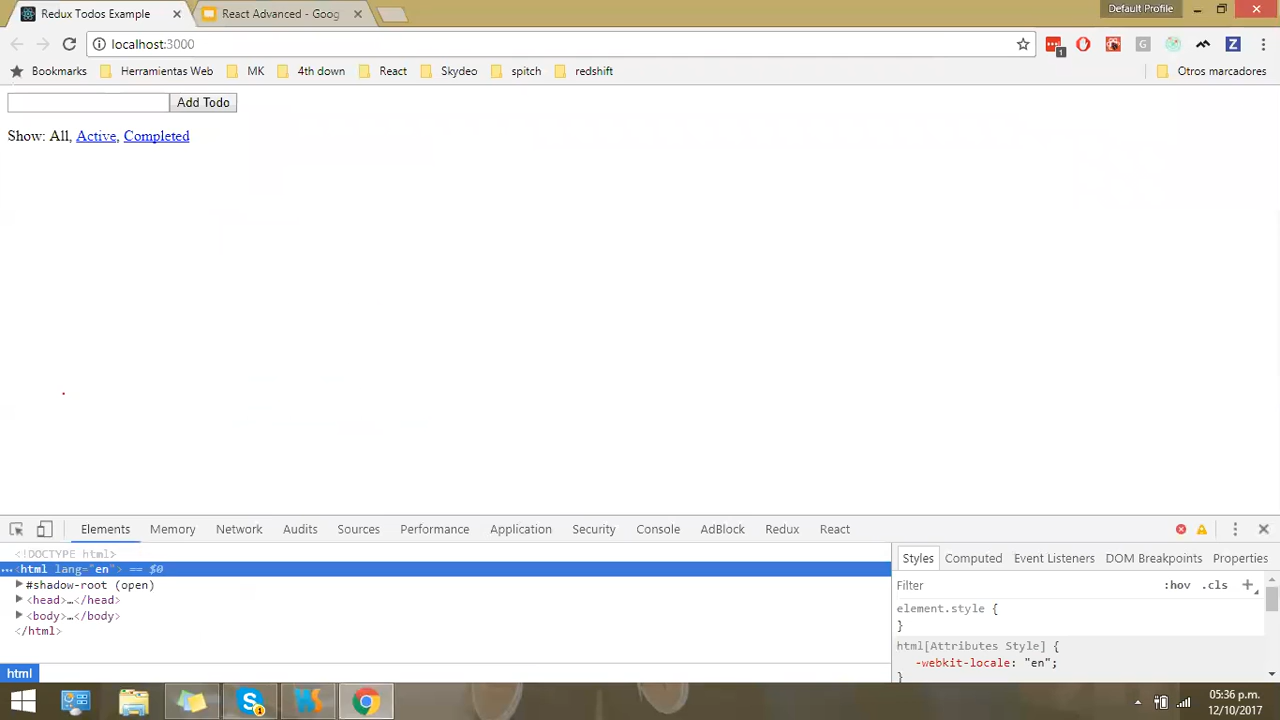 Redux Todos Example
React Advanced - Goog
Default Profile
localhost:3000
1
G
Z
Bookmarks
Herramientas Web
MK
4th down
React
Skydeo
spitch
redshift
Otros marcadores
Add Todo
Show: All, Active, Completed
Elements
Memory
Network
Audits
Sources
Performance
Application
Security
Console
AdBlock
Redux
React
<!DOCTYPE html>
…<html lang="en"> == $0
#shadow-root (open)
<head>…</head>
<body>…</body>
</html>
html
Styles
Computed
Event Listeners
DOM Breakpoints
Properties
Filter
:hov
.cls
+
element.style {
}
html[Attributes Style] {
-webkit-locale: "en";
}
05:36 p.m.
12/10/2017